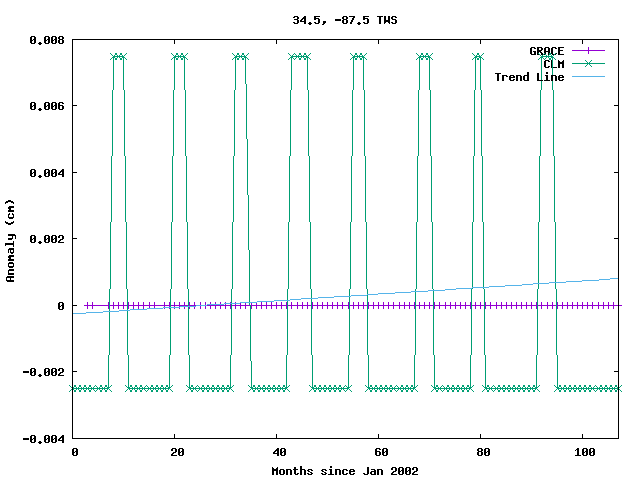 34.5, -87.5 TWS
GRACE
CLM
Trend Line
0.008
0.006
0.004
0.002
0
-0.002
-0.004
Anomaly (cm)
0 20 40 60 80 100
Months since Jan 2002